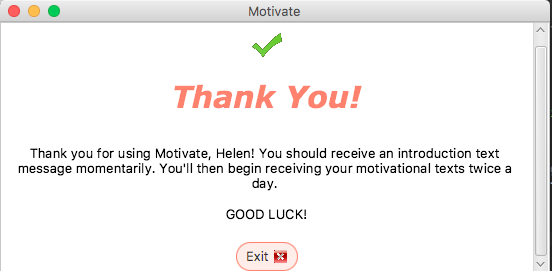 Motivate
Thank You!
Thank you for using Motivate, Helen! You should receive an introduction text
message momentarily. You'll then begin receiving your motivational texts twice a
day.
GOOD LUCK!
Exit